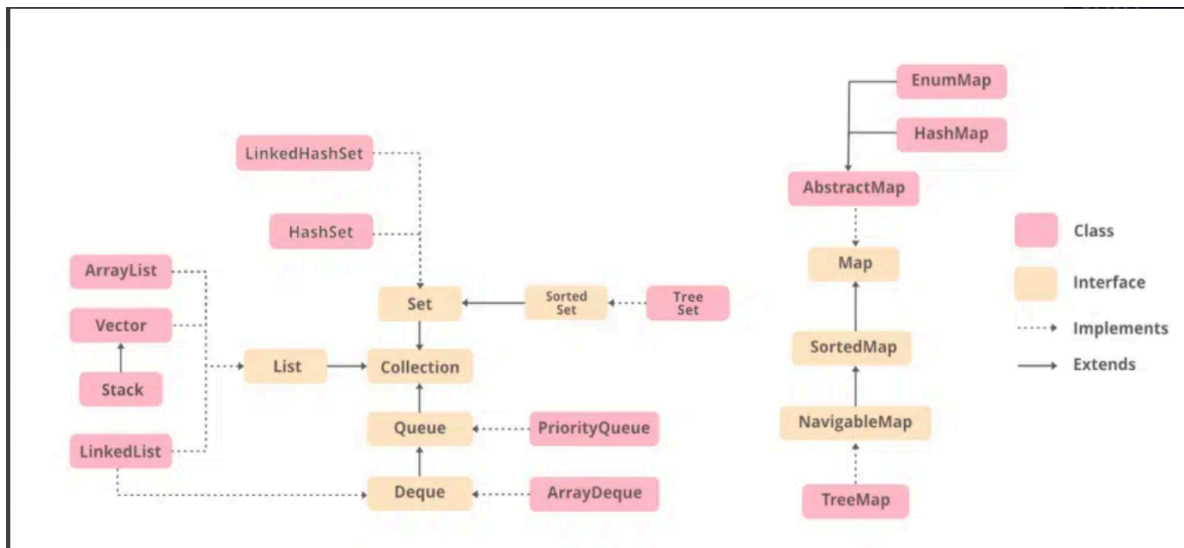 EnumMap
HashMap
LinkedHashSet
AbstractMap
HashSet
Class
ArrayList
Map
Interface
Set
Sorted
Set
Tree
Set
Vector
Implements
List
Collection
SortedMap
Extends
Stack
Queue
PriorityQueue
NavigableMap
LinkedList
Deque
ArrayDeque
TreeMap